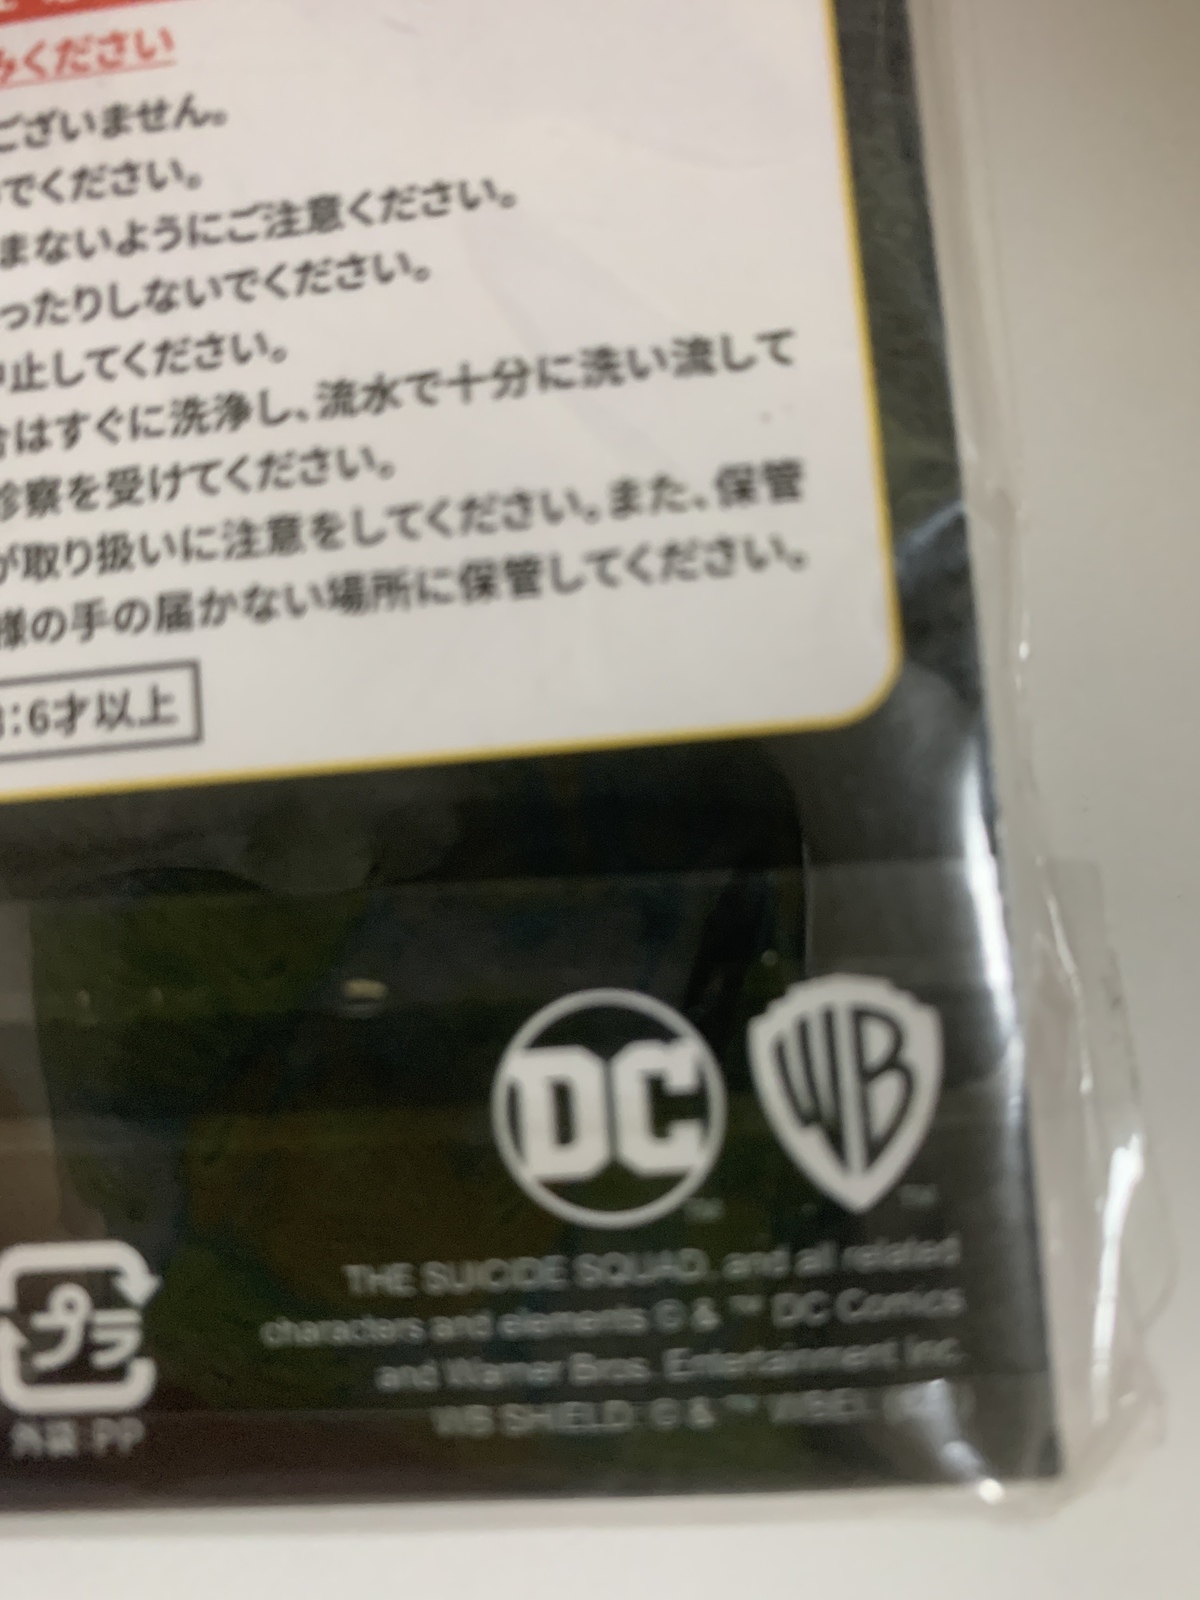 みください
ございません。
でください。
まないようにご注意ください。
ったりしないでください。
中止してください。
はすぐに洗浄し、流水で十分に洗い流して
診察を受けてください。
が取り扱いに注意をしてください。また、保管
様の手の届かない場所に保管してください。
:6才以上
DC
WB
™
™
THE SUICIDE SQUAD. and all related
characters and elements © & ™ DC Comics
and Warner Bros. Entertainment Inc.
WB SHIELD: © & ™ WBEI.
プラ
外装:PP